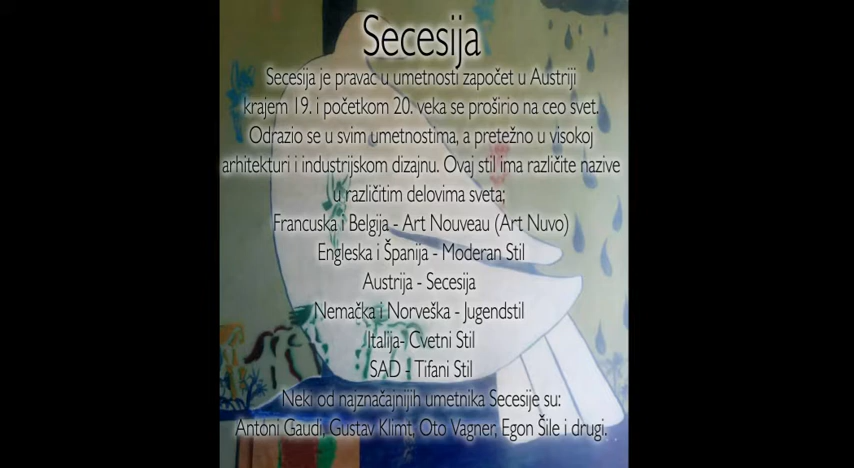 Secesija
Secesija je pravac u umetnosti započet u Austriji
krajem 19. i početkom 20. veka se proširio na ceo svet.
Odrazio se u svim umetnostima, a pretežno u visokoj
arhitekturi i industrijskom dizajnu. Ovaj stil ima različite nazive
u različitim delovima sveta;
Francuska i Belgija - Art Nouveau (Art Nuvo)
Engleska i Španija - Moderan Stil
Austrija - Secesija
Nemačka i Norveška - Jugendstil
Italija- Cvetni Stil
SAD - Tifani Stil
Neki od najznačajnijih umetnika Secesije su:
Antoni Gaudi, Gustav Klimt, Oto Vagner, Egon Šile i drugi.